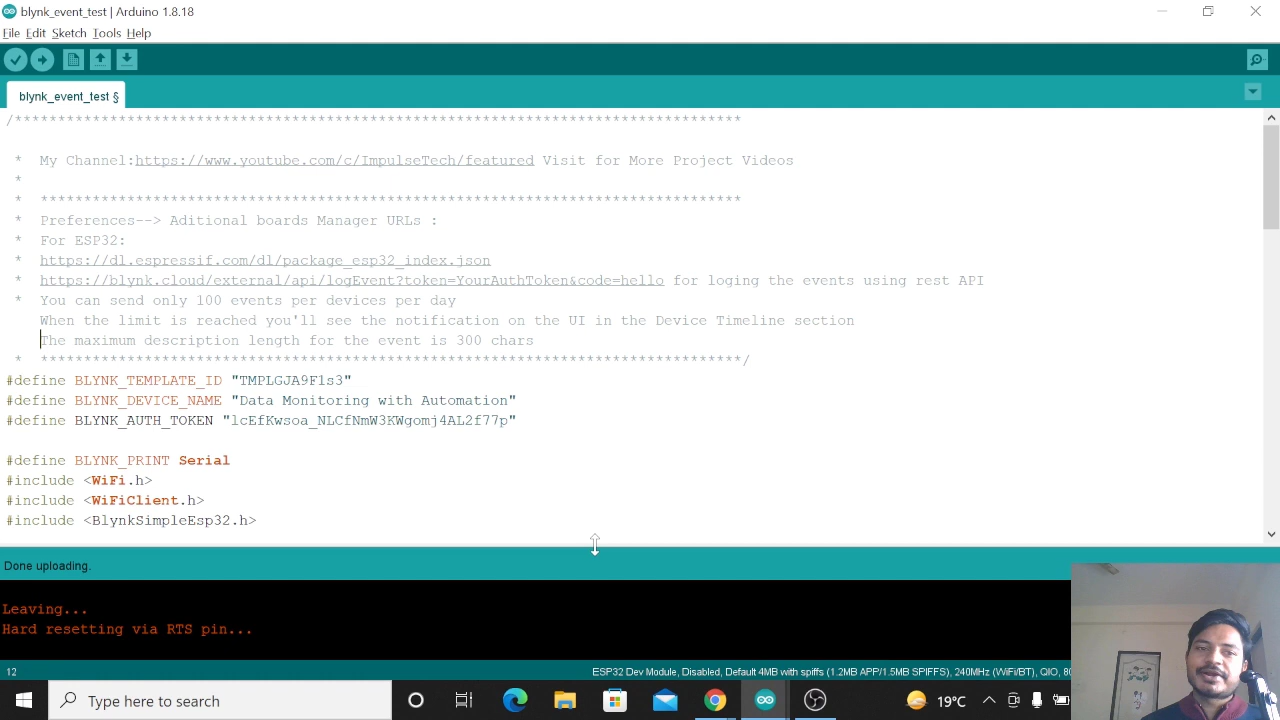 blynk_event_test | Arduino 1.8.18
File Edit Sketch Tools Help
blynk_event_test §
/************************************************************************************
* My Channel:https://www.youtube.com/c/ImpulseTech/featured Visit for More Project Videos
*
* *********************************************************************************
* Preferences--> Aditional boards Manager URLs :
* For ESP32:
* https://dl.espressif.com/dl/package_esp32_index.json
* https://blynk.cloud/external/api/logEvent?token=YourAuthToken&code=hello for loging the events using rest API
* You can send only 100 events per devices per day
When the limit is reached you'll see the notification on the UI in the Device Timeline section
The maximum description length for the event is 300 chars
* *********************************************************************************/
#define BLYNK_TEMPLATE_ID "TMPLGJA9F1s3"
#define BLYNK_DEVICE_NAME "Data Monitoring with Automation"
#define BLYNK_AUTH_TOKEN "lcEfKwsoa_NLCfNmW3KWgomj4AL2f77p"
#define BLYNK_PRINT Serial
#include <WiFi.h>
#include <WiFiClient.h>
#include <BlynkSimpleEsp32.h>
Done uploading.
Leaving...
Hard resetting via RTS pin...
12
ESP32 Dev Module, Disabled, Default 4MB with spiffs (1.2MB APP/1.5MB SPIFFS), 240MHz (WiFi/BT), QIO, 80
Type here to search
19°C